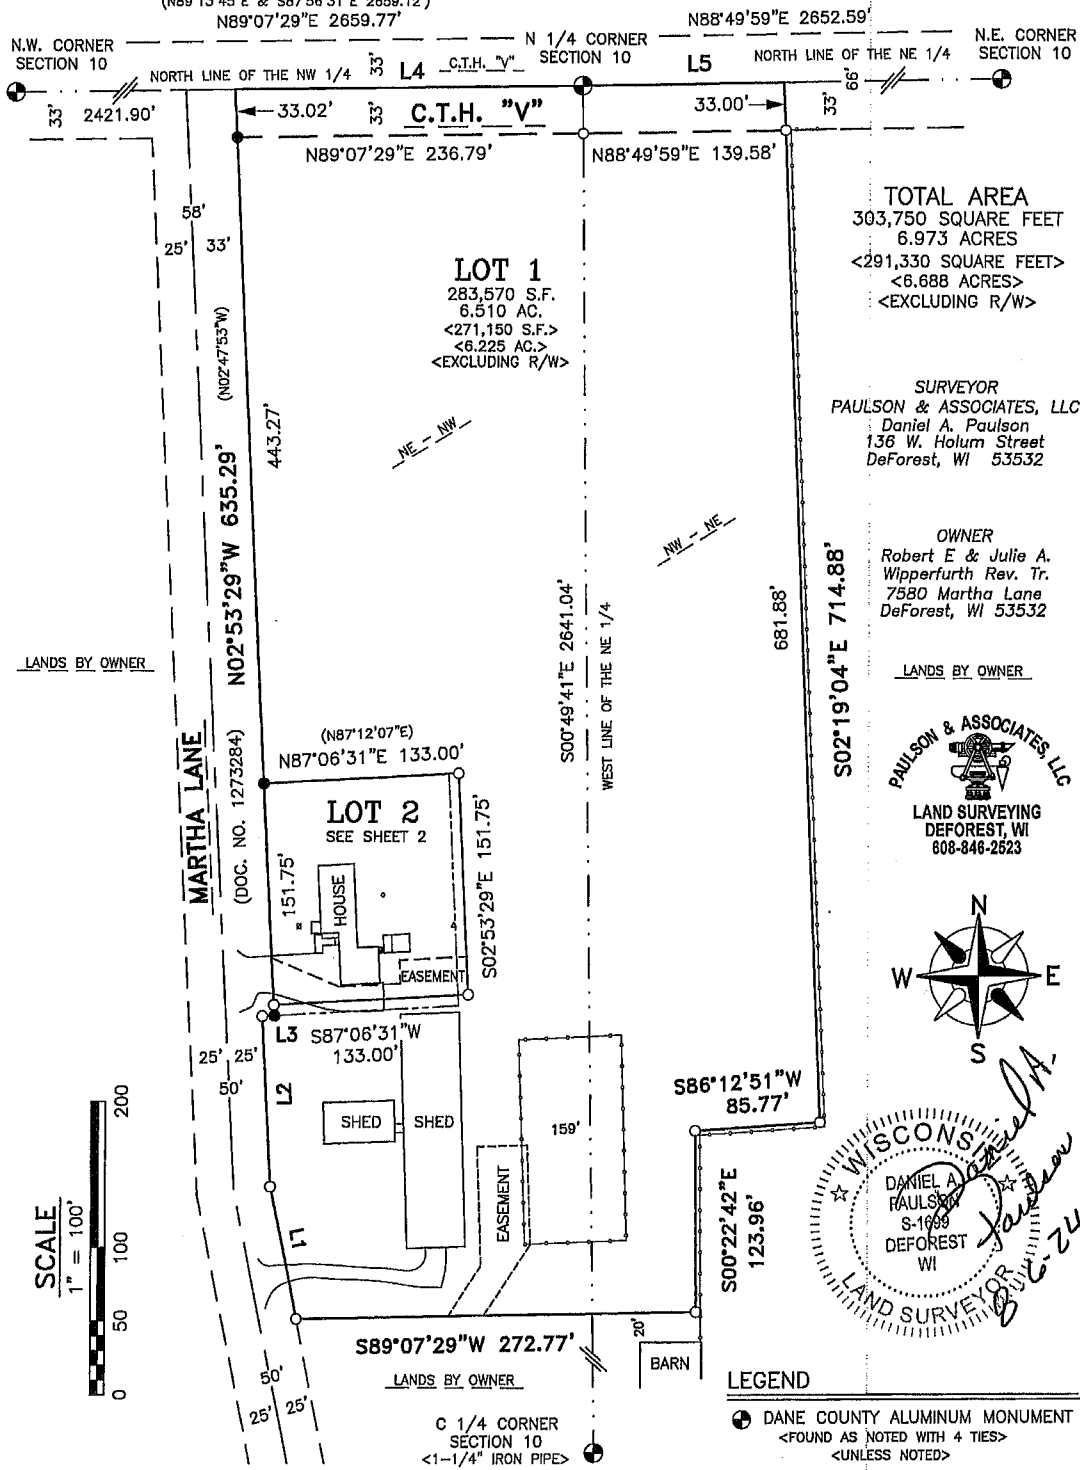 (N89°13'45"E & S87°56'31"E 2659.12')
N89°07'29"E 2659.77'
N88°49'59"E 2652.59'
N.W. CORNER
SECTION 10
N 1/4 CORNER
SECTION 10
N.E. CORNER
SECTION 10
NORTH LINE OF THE NW 1/4
33'
L4
C.T.H. "V"
L5
NORTH LINE OF THE NE 1/4
66'
33'
2421.90'
33.02'
33'
C.T.H. "V"
33.00'
33'
N89°07'29"E 236.79'
N88°49'59"E 139.58'
58'
25'
33'
LOT 1
283,570 S.F.
6.510 AC.
<271,150 S.F.>
<6.225 AC.>
<EXCLUDING R/W>
TOTAL AREA
303,750 SQUARE FEET
6.973 ACRES
<291,330 SQUARE FEET>
<6.688 ACRES>
<EXCLUDING R/W>
(N02°47'53"W)
443.27'
N02°53'29"W 635.29'
NE - NW
NW - NE
SURVEYOR
PAULSON & ASSOCIATES, LLC
Daniel A. Paulson
136 W. Holum Street
DeForest, WI 53532
OWNER
Robert E & Julie A.
Wipperfurth Rev. Tr.
7580 Martha Lane
DeForest, WI 53532
S00°49'41"E 2641.04'
WEST LINE OF THE NE 1/4
681.88'
S02°19'04"E 714.88'
LANDS BY OWNER
LANDS BY OWNER
MARTHA LANE
(DOC. NO. 1273284)
(N87°12'07"E)
N87°06'31"E 133.00'
LOT 2
SEE SHEET 2
151.75'
HOUSE
S02°53'29"E 151.75'
EASEMENT
PAULSON & ASSOCIATES, LLC
LAND SURVEYING
DEFOREST, WI
608-846-2523
N
W
E
S
L3
S87°06'31"W
133.00'
25'
25'
50'
L2
SHED
SHED
159'
EASEMENT
L1
S86°12'51"W
85.77'
S00°22'42"E
123.96'
SCALE
1" = 100'
0
50
100
200
WISCONSIN
DANIEL A.
PAULSON
S-1699
DEFOREST
WI
LAND SURVEYOR
Daniel A.
Paulson
S89°07'29"W 272.77'
20'
BARN
LANDS BY OWNER
50'
25'
25'
C 1/4 CORNER
SECTION 10
<1-1/4" IRON PIPE>
LEGEND
DANE COUNTY ALUMINUM MONUMENT
<FOUND AS NOTED WITH 4 TIES>
<UNLESS NOTED>